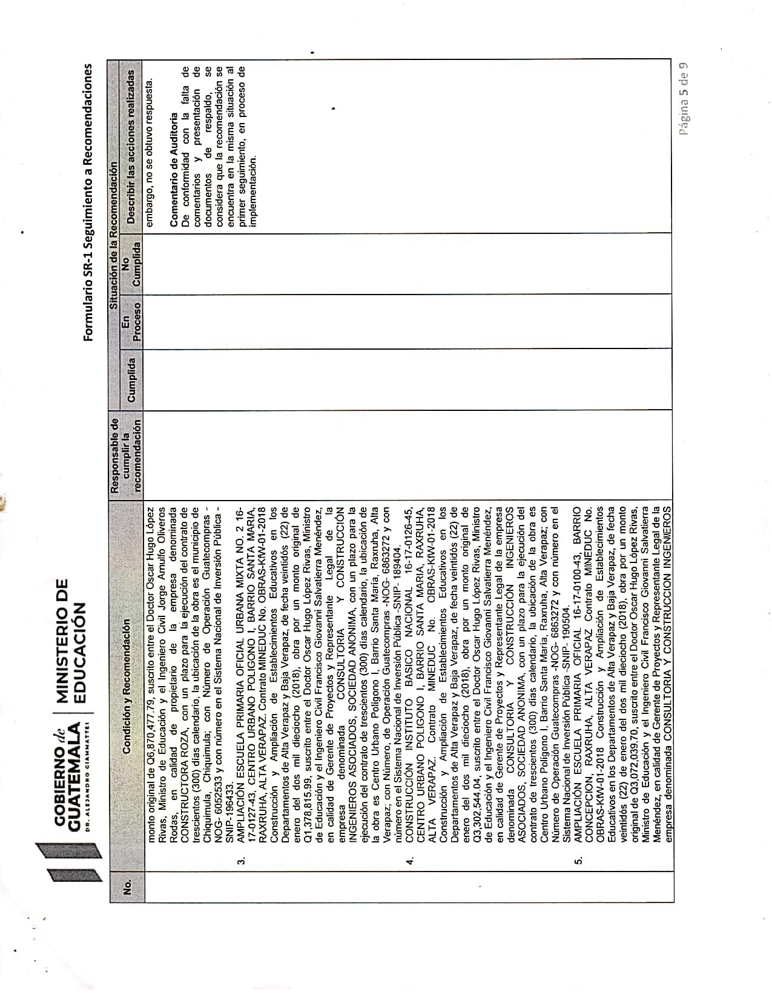 GOBIERNO de
GUATEMALA
DR. ALEJANDRO GIAMMATTEI
MINISTERIO DE
EDUCACIÓN
Formulario SR-1 Seguimiento a Recomendaciones
No.
Condición y Recomendación
Responsable de
cumplir la
recomendación
Situación de la Recomendación
Cumplida
En
Proceso
No
Cumplida
Describir las acciones realizadas
monto original de Q6,870,477.79, suscrito entre el Doctor Oscar Hugo López
Rivas, Ministro de Educación y el Ingeniero Civil Jorge Arnulfo Oliveros
Rodas, en calidad de propietario de la empresa denominada
CONSTRUCTORA ROZA, con un plazo para la ejecución del contrato de
trescientos (300) días calendario, la ubicación de la obra es el municipio de
Chiquimula, Chiquimula; con Número de Operación Guatecompras -
NOG- 6052533 y con número en el Sistema Nacional de Inversión Pública -
SNIP-196433.
3. AMPLIACIÓN ESCUELA PRIMARIA OFICIAL URBANA MIXTA NO. 2 16-
17-0127-43, CENTRO URBANO POLIGONO I, BARRIO SANTA MARIA,
RAXRUHA, ALTA VERAPAZ. Contrato MINEDUC No. OBRAS-KfW-01-2018
Construcción y Ampliación de Establecimientos Educativos en los
Departamentos de Alta Verapaz y Baja Verapaz, de fecha veintidós (22) de
enero del dos mil dieciocho (2018), obra por un monto original de
Q1,378,815.99, suscrito entre el Doctor Oscar Hugo López Rivas, Ministro
de Educación y el Ingeniero Civil Francisco Giovanni Salvatierra Menéndez,
en calidad de Gerente de Proyectos y Representante Legal de la
empresa denominada CONSULTORIA Y CONSTRUCCIÓN
INGENIEROS ASOCIADOS, SOCIEDAD ANONIMA, con un plazo para la
ejecución del contrato de trescientos (300) días calendario, la ubicación de
la obra es Centro Urbano Polígono I, Barrio Santa María, Raxruha, Alta
Verapaz; con Número, de Operación Guatecompras -NOG- 6863272 y con
número en el Sistema Nacional de Inversión Pública -SNIP- 189404.
4. CONSTRUCCIÓN INSTITUTO BASICO NACIONAL 16-17-0126-45,
CENTRO URBANO POLIGONO I, BARRIO SANTA MARIA, RAXRUHA,
ALTA VERAPAZ. Contrato MINEDUC No. OBRAS-KfW-01-2018
Construcción y Ampliación de Establecimientos Educativos en los
Departamentos de Alta Verapaz y Baja Verapaz, de fecha veintidós (22) de
enero del dos mil dieciocho (2018), obra por un monto original de
Q3,302,544.04, suscrito entre el Doctor Oscar Hugo López Rivas, Ministro
de Educación y el Ingeniero Civil Francisco Giovanni Salvatierra Menéndez,
en calidad de Gerente de Proyectos y Representante Legal de la empresa
denominada CONSULTORIA Y CONSTRUCCIÓN INGENIEROS
ASOCIADOS, SOCIEDAD ANONIMA, con un plazo para la ejecución del
contrato de trescientos (300) días calendario, la ubicación de la obra es
Centro Urbano Polígono I, Barrio Santa María, Raxruha, Alta Verapaz; con
Número de Operación Guatecompras -NOG- 6863272 y con número en el
Sistema Nacional de Inversión Pública -SNIP- 190504.
5. AMPLIACIÓN ESCUELA PRIMARIA OFICIAL 16-17-0100-43, BARRIO
CONCEPCION, RAXRUHA, ALTA VERAPAZ Contrato MINEDUC No.
OBRAS-KfW-01-2018 Construcción y Ampliación de Establecimientos
Educativos en los Departamentos de Alta Verapaz y Baja Verapaz, de fecha
veintidós (22) de enero del dos mil dieciocho (2018), obra por un monto
original de Q3,072,039.70, suscrito entre el Doctor Oscar Hugo López Rivas,
Ministro de Educación y el Ingeniero Civil Francisco Giovanni Salvatierra
Menéndez, en calidad de Gerente de Proyectos y Representante Legal de la
empresa denominada CONSULTORIA Y CONSTRUCCION INGENIEROS
embargo, no se obtuvo respuesta.
Comentario de Auditoria
De conformidad con la falta de
comentarios y presentación de
documentos de respaldo, se
considera que la recomendación se
encuentra en la misma situación al
primer seguimiento, en proceso de
implementación.
Página 5 de 9